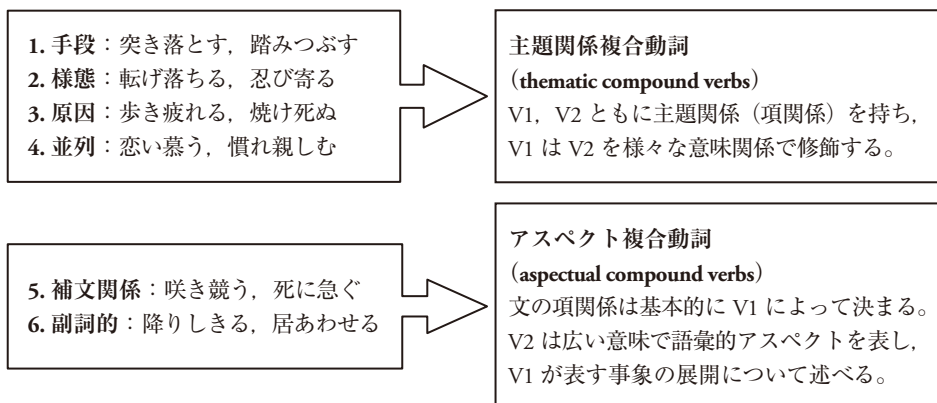 1. 手段：突き落とす，踏みつぶす
2. 様態：転げ落ちる，忍び寄る
3. 原因：歩き疲れる，焼け死ぬ
4. 並列：恋い慕う，慣れ親しむ
主題関係複合動詞
(thematic compound verbs)
V1，V2 ともに主題関係（項関係）を持ち，
V1 は V2 を様々な意味関係で修飾する。
5. 補文関係：咲き競う，死に急ぐ
6. 副詞的：降りしきる，居あわせる
アスペクト複合動詞
(aspectual compound verbs)
文の項関係は基本的に V1 によって決まる。
V2 は広い意味で語彙的アスペクトを表し，
V1 が表す事象の展開について述べる。